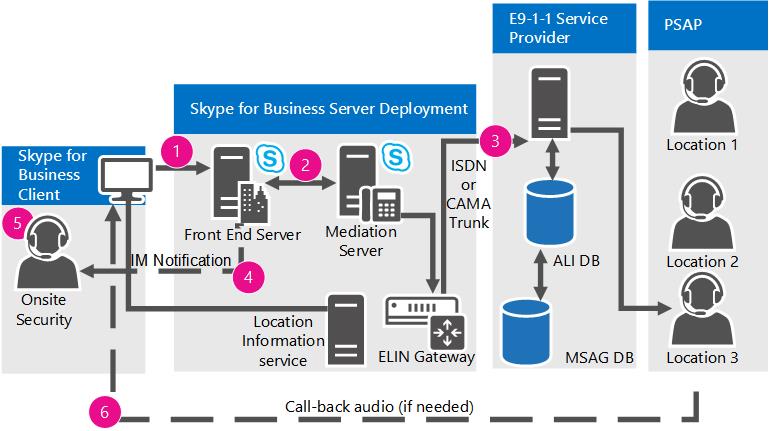 E9-1-1 Service
Provider
PSAP
Skype for Business Server Deployment
Skype for
Business
Client
1
S
2
S
3
ISDN
or
CAMA
Trunk
Location 1
5
Front End Server
Mediation
Server
IM Notification
4
ALI DB
Location 2
Onsite
Security
Location
Information
service
ELIN Gateway
MSAG DB
Location 3
6
Call-back audio (if needed)